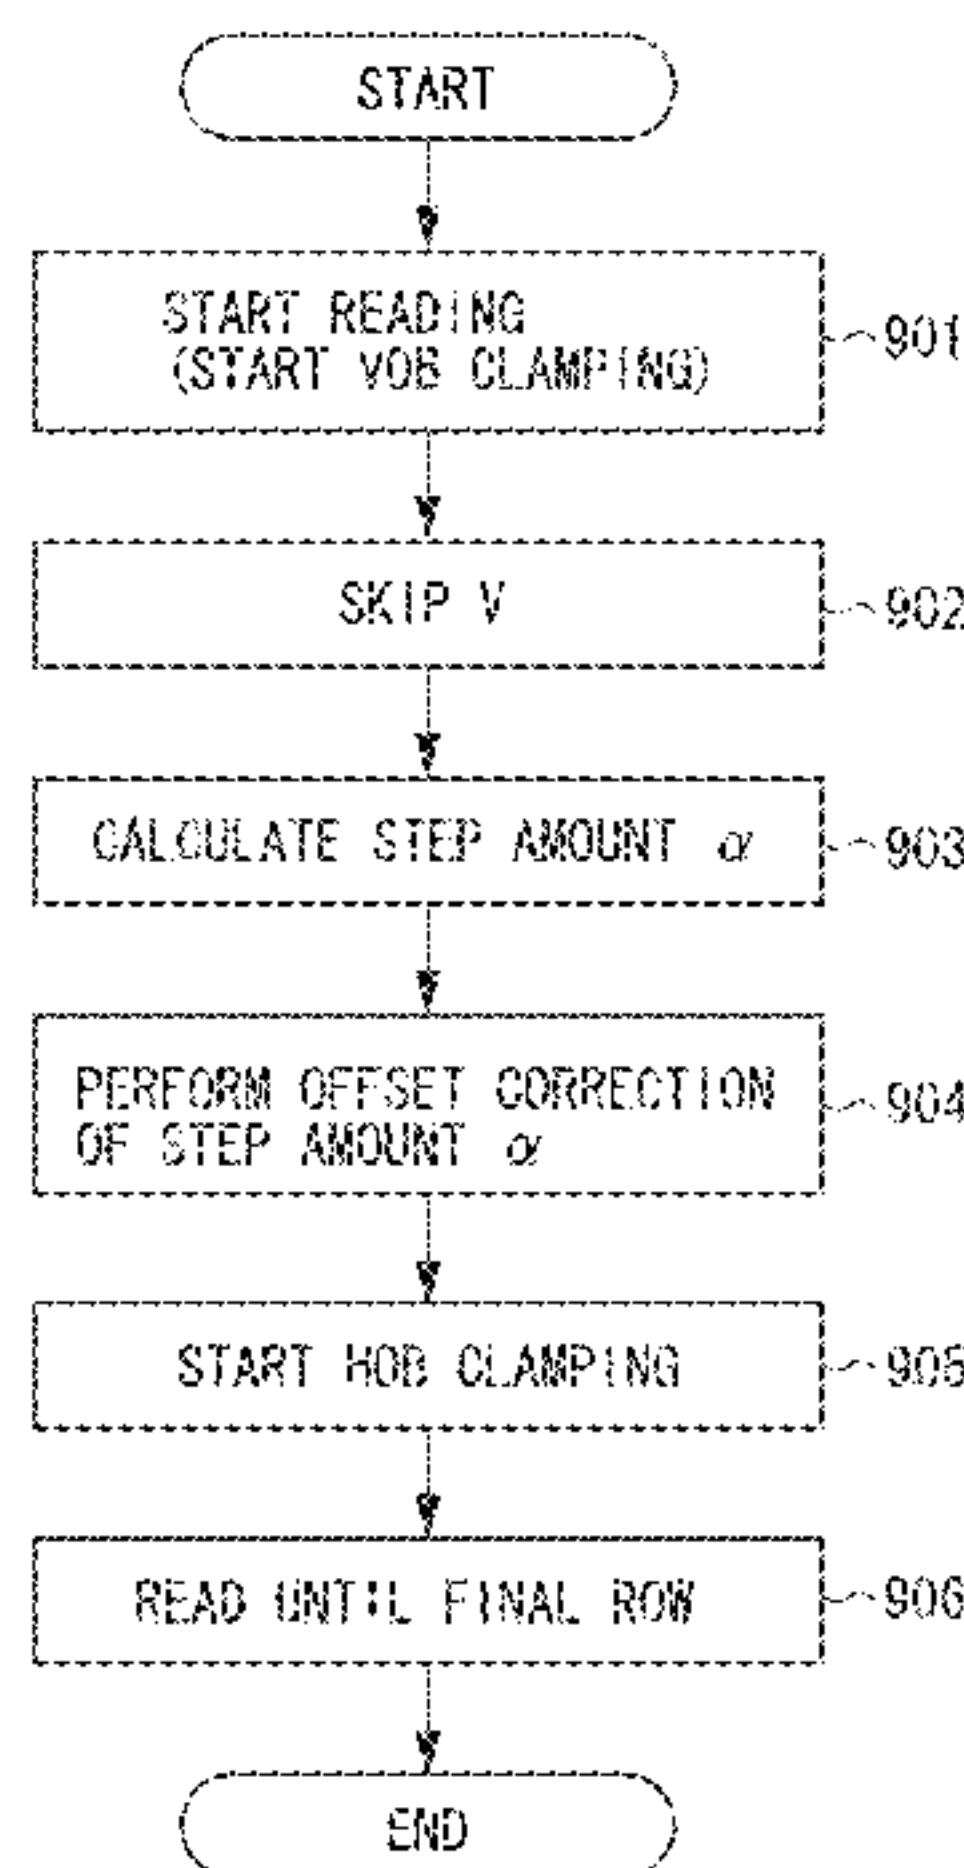 START
START READING
(START VOB CLAMPING)
901
SKIP V
902
CALCULATE STEP AMOUNT α
903
PERFORM OFFSET CORRECTION
OF STEP AMOUNT α
904
START HOB CLAMPING
905
READ UNTIL FINAL ROW
906
END